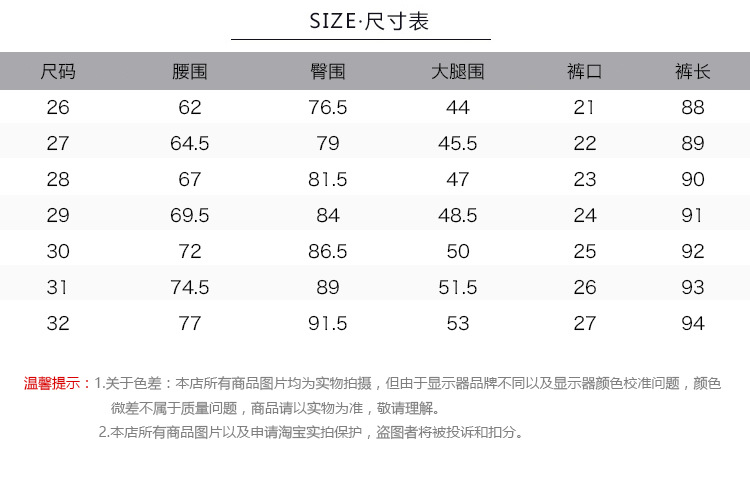 SIZE·尺寸表
尺码 腰围 臀围 大腿围 裤口 裤长
26 62 76.5 44 21 88
27 64.5 79 45.5 22 89
28 67 81.5 47 23 90
29 69.5 84 48.5 24 91
30 72 86.5 50 25 92
31 74.5 89 51.5 26 93
32 77 91.5 53 27 94
温馨提示：1.关于色差：本店所有商品图片均为实物拍摄，但由于显示器品牌不同以及显示器颜色校准问题，颜色
微差不属于质量问题，商品请以实物为准，敬请理解。
2.本店所有商品图片以及申请淘宝实拍保护，盗图者将被投诉和扣分。